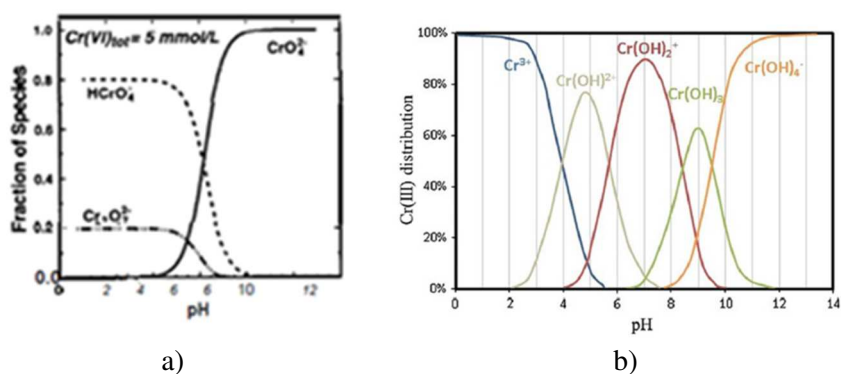 Cr(VI)tot = 5 mmol/L
CrO₄²⁻
HCrO₄⁻
Cr₂O₇²⁻
1.0
0.8
0.6
0.4
0.2
0.0
Fraction of Species
0 2 4 6 8 10 12
pH
a)
100%
80%
60%
40%
20%
0%
Cr(III) distribution
Cr³⁺
Cr(OH)²⁻
Cr(OH)₂⁺
Cr(OH)₃
Cr(OH)₄⁻
0 2 4 6 8 10 12 14
pH
b)